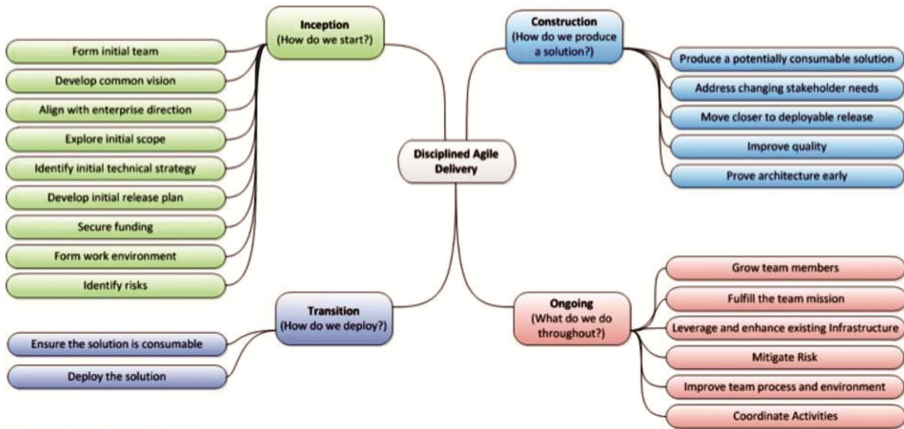 Inception
(How do we start?)
Form initial team
Develop common vision
Align with enterprise direction
Explore initial scope
Identify initial technical strategy
Develop initial release plan
Secure funding
Form work environment
Identify risks
Construction
(How do we produce
a solution?)
Produce a potentially consumable solution
Address changing stakeholder needs
Move closer to deployable release
Improve quality
Prove architecture early
Disciplined Agile
Delivery
Transition
(How do we deploy?)
Ensure the solution is consumable
Deploy the solution
Ongoing
(What do we do
throughout?)
Grow team members
Fulfill the team mission
Leverage and enhance existing Infrastructure
Mitigate Risk
Improve team process and environment
Coordinate Activities